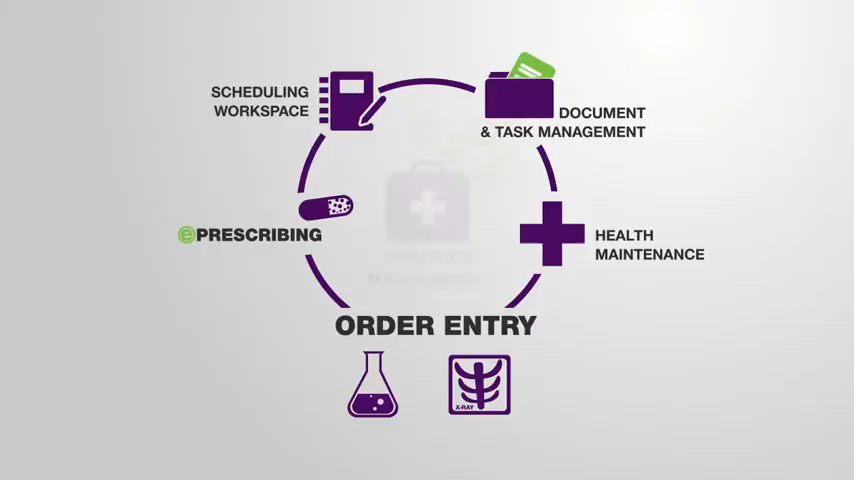 SCHEDULING
WORKSPACE
DOCUMENT
& TASK MANAGEMENT
ePRESCRIBING
HEALTH
MAINTENANCE
ORDER ENTRY
X-RAY